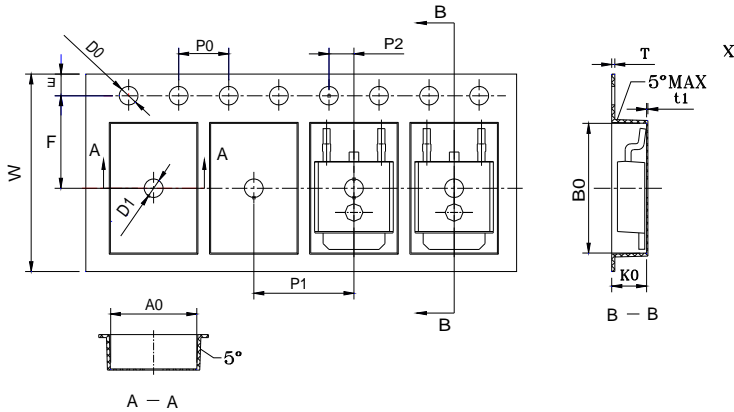 B
D0
P0
P2
T
X
E
5°MAX
t1
F
A
A
W
D1
B0
P1
K0
B
B — B
A0
5°
A — A